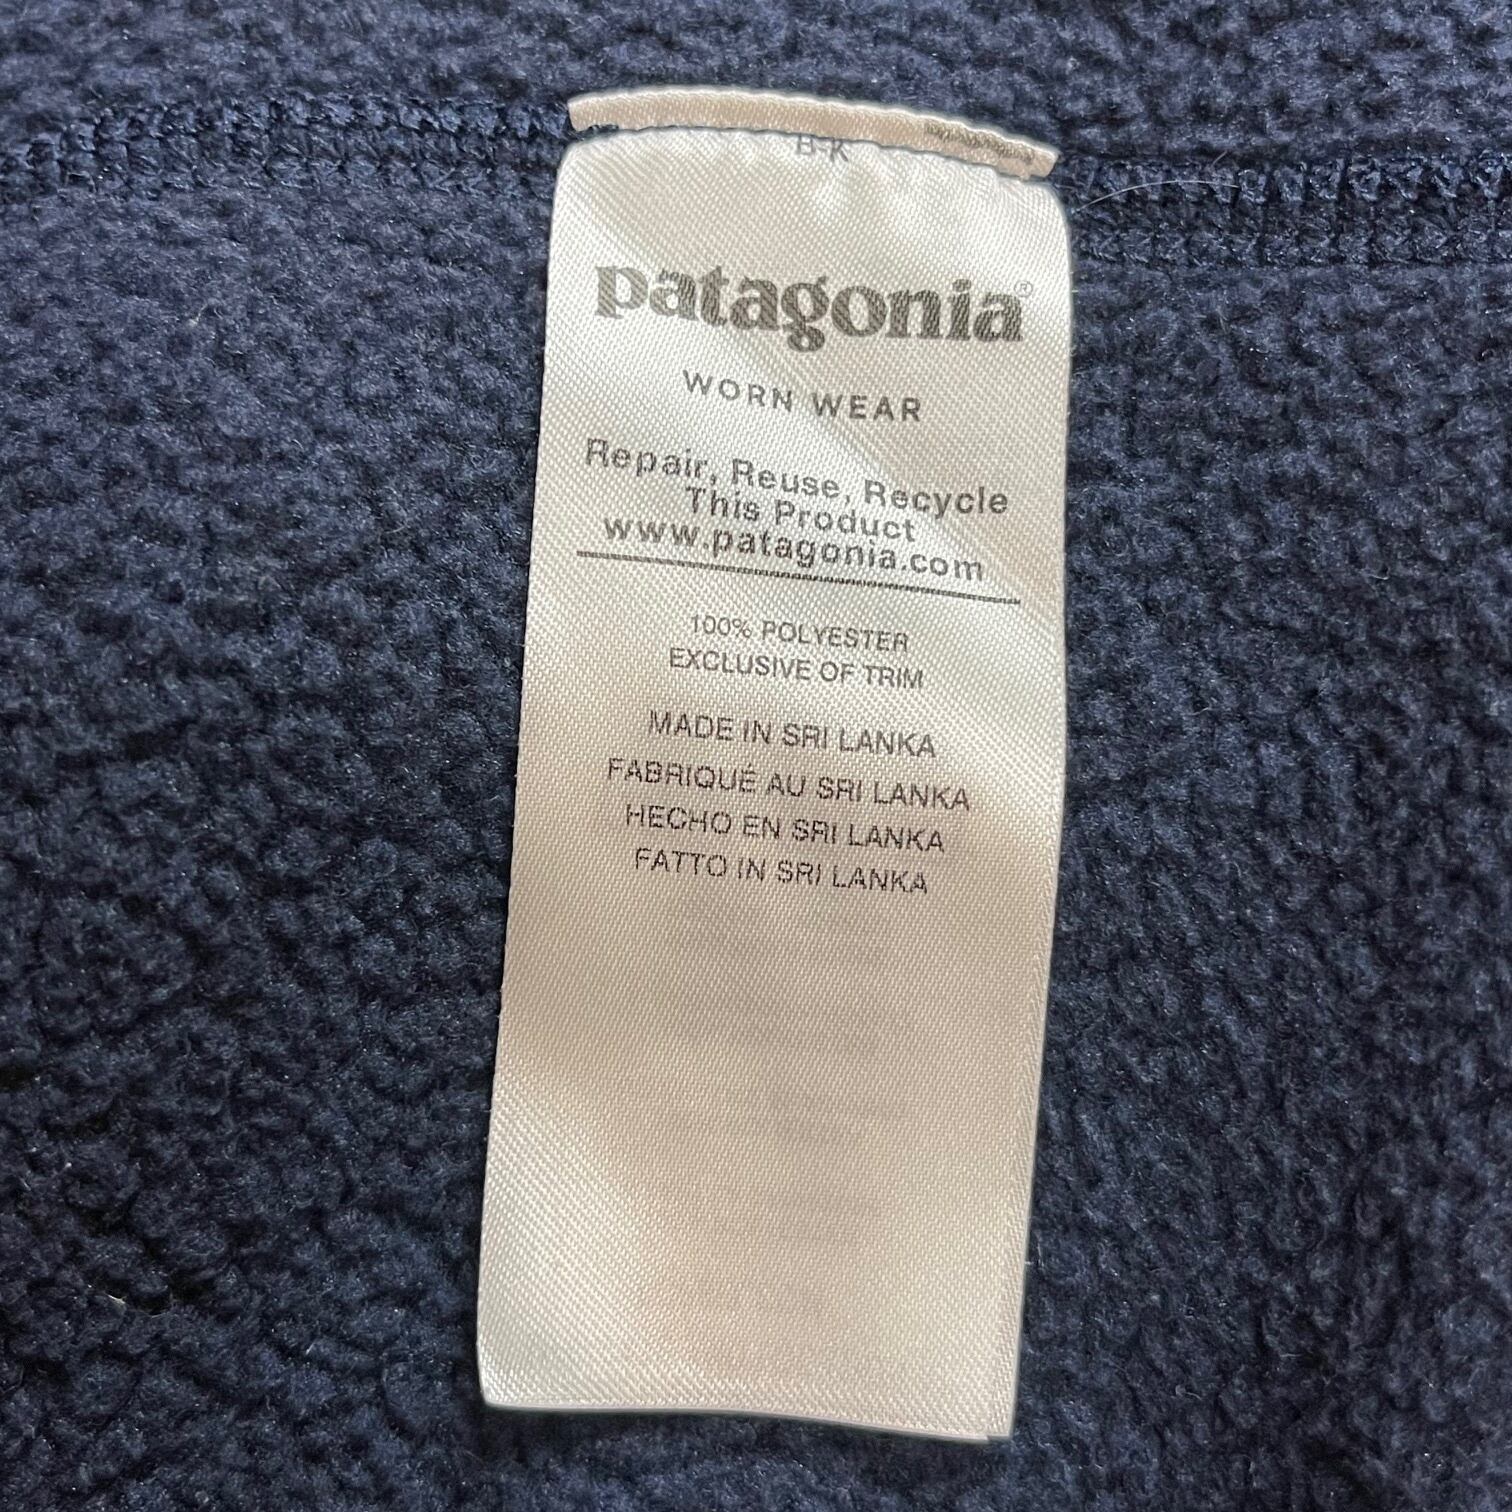 B-K
patagonia®
WORN WEAR
Repair, Reuse, Recycle
This Product
www.patagonia.com
100% POLYESTER
EXCLUSIVE OF TRIM
MADE IN SRI LANKA
FABRIQUÉ AU SRI LANKA
HECHO EN SRI LANKA
FATTO IN SRI LANKA